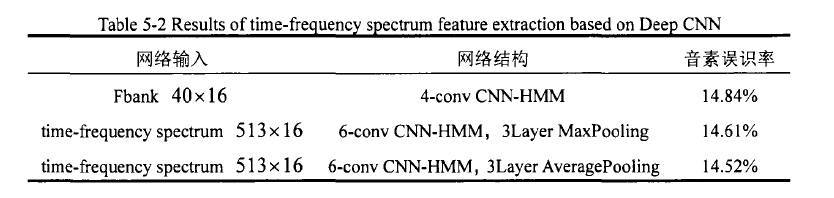 Table 5-2 Results of time-frequency spectrum feature extraction based on Deep CNN
网络输入 网络结构 音素误识率
Fbank 40×16 4-conv CNN-HMM 14.84%
time-frequency spectrum 513×16 6-conv CNN-HMM，3Layer MaxPooling 14.61%
time-frequency spectrum 513×16 6-conv CNN-HMM，3Layer AveragePooling 14.52%